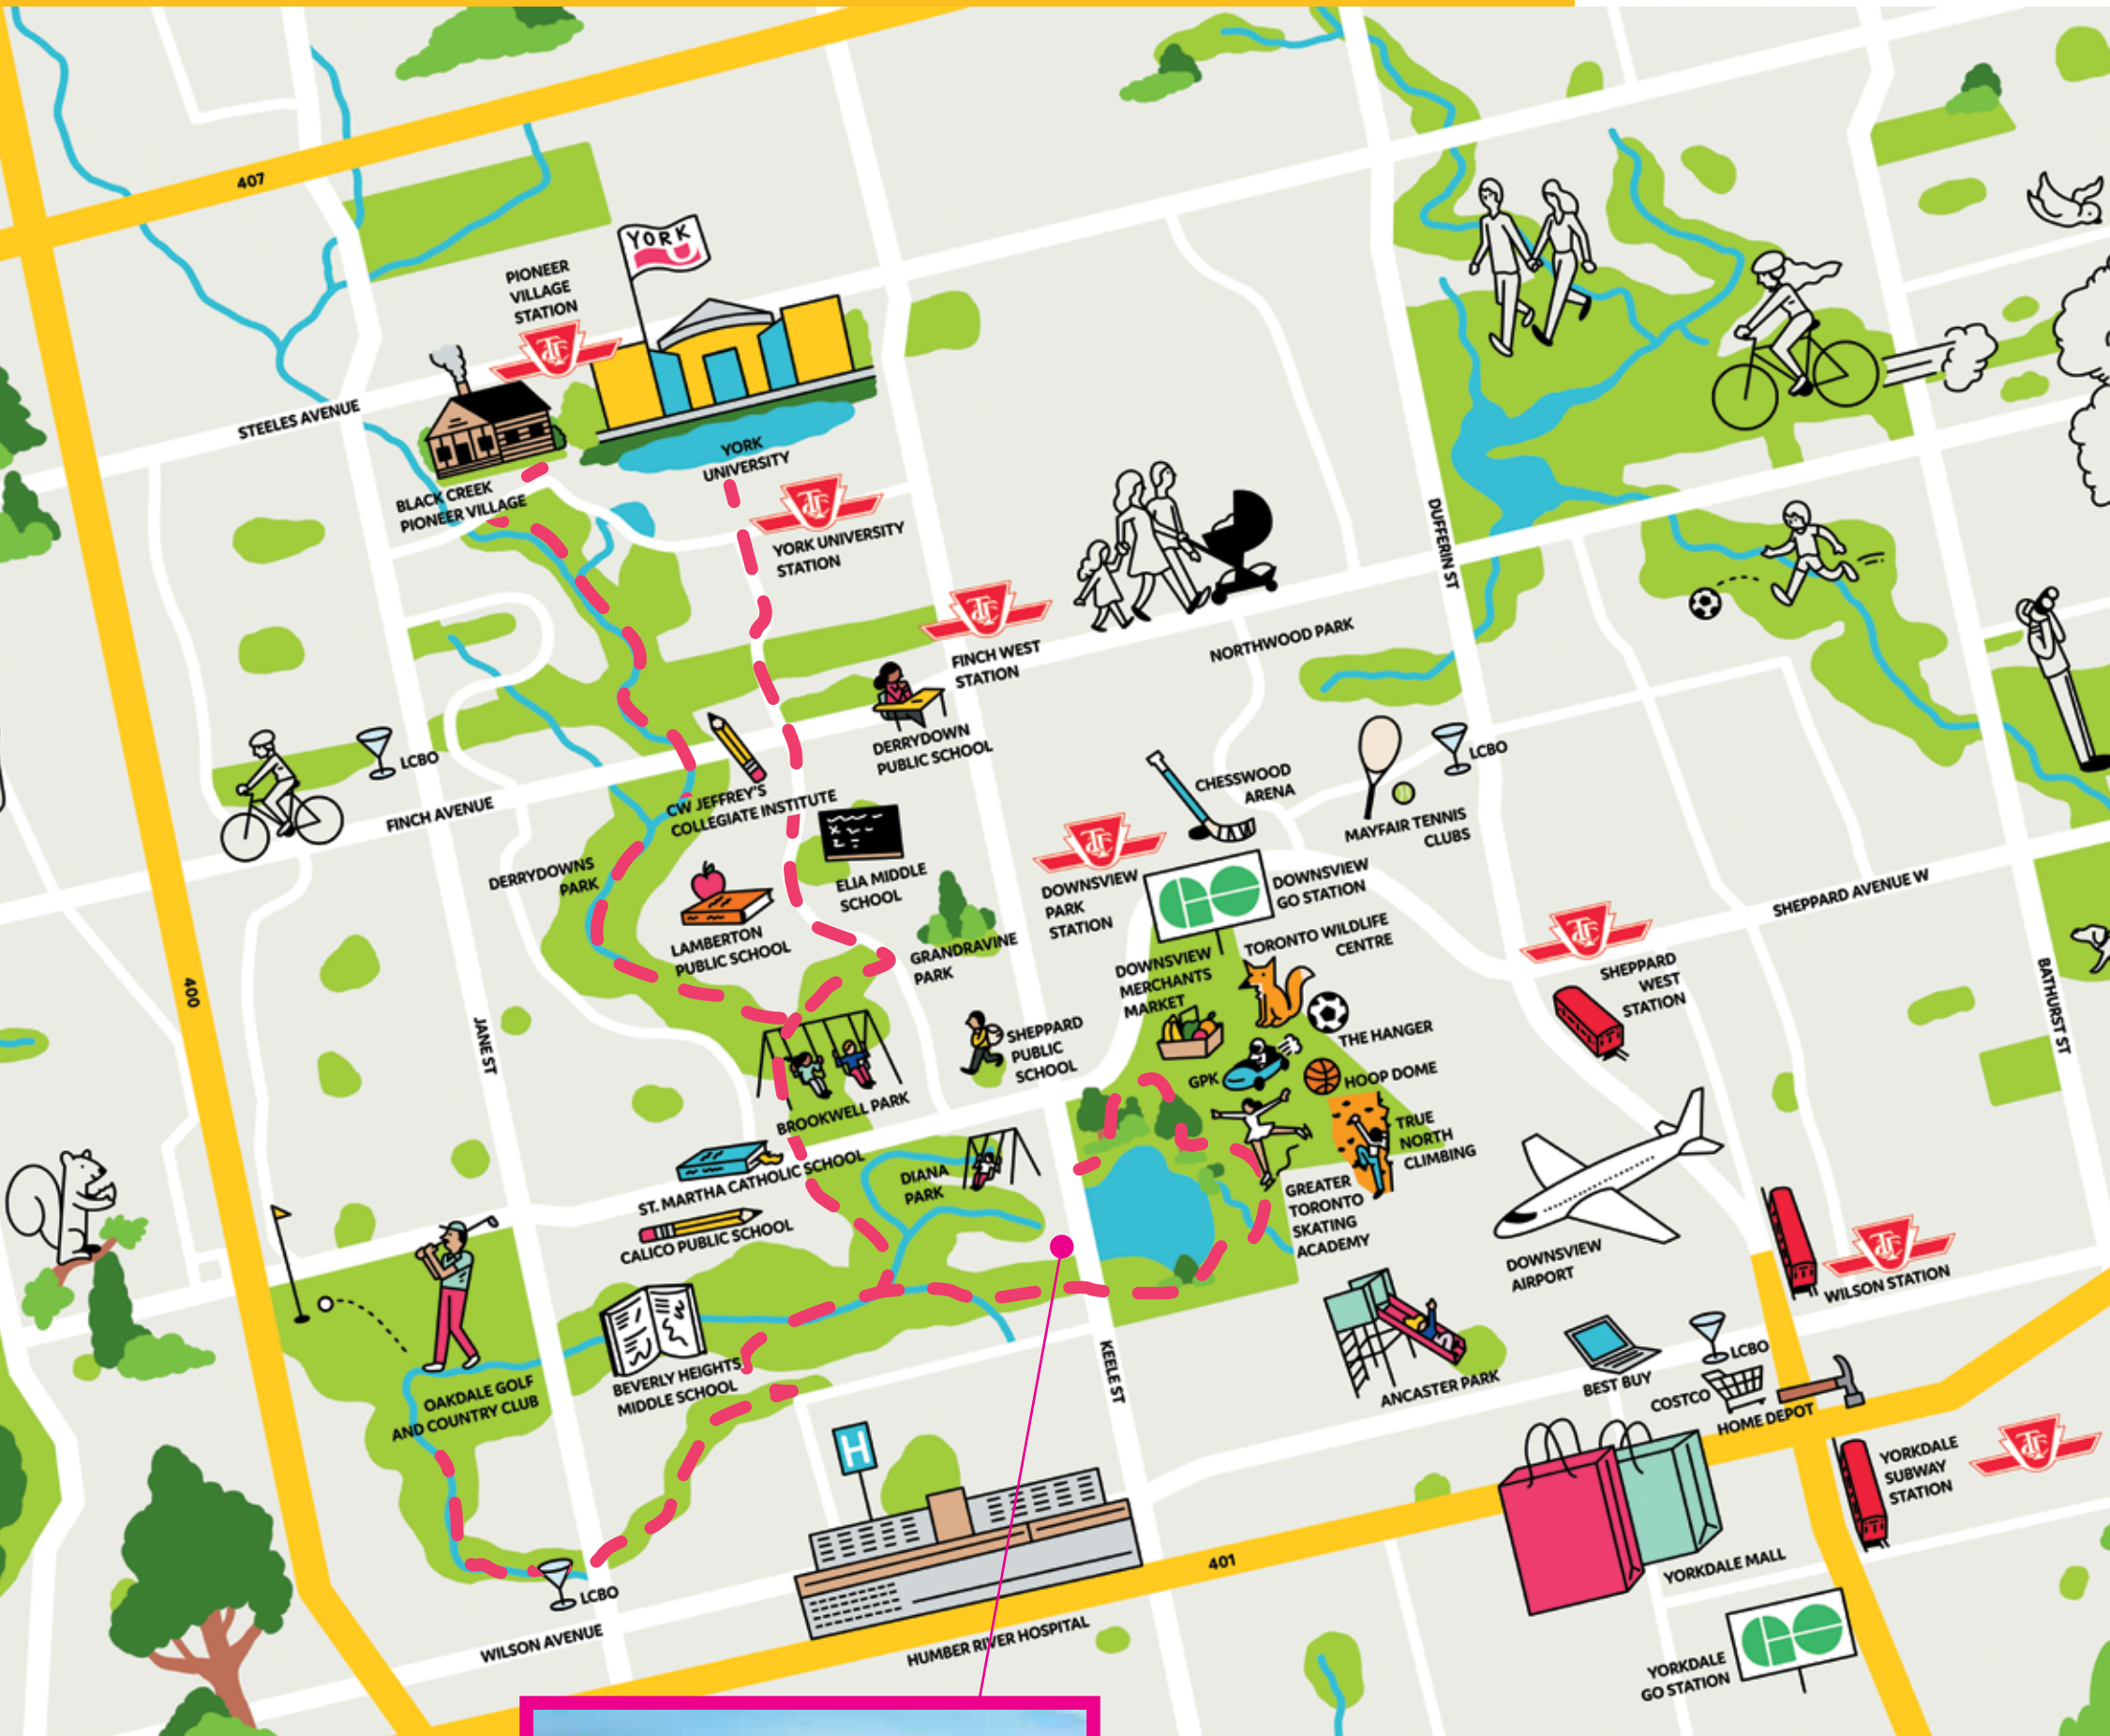 407
YORK
U
PIONEER
VILLAGE
STATION
STEELES AVENUE
YORK
UNIVERSITY
BLACK CREEK
PIONEER VILLAGE
YORK UNIVERSITY
STATION
DUFFERIN ST
FINCH WEST
STATION
NORTHWOOD PARK
DERRYDOWN
PUBLIC SCHOOL
LCBO
FINCH AVENUE
CW JEFFREY'S
COLLEGIATE INSTITUTE
CHESSWOOD
ARENA
LCBO
MAYFAIR TENNIS
CLUBS
DERRYDOWNS
PARK
ELIA MIDDLE
SCHOOL
DOWNSVIEW
PARK
STATION
GO
DOWNSVIEW
GO STATION
SHEPPARD AVENUE W
LAMBERTON
PUBLIC SCHOOL
GRANDRAVINE
PARK
TORONTO WILDLIFE
CENTRE
DOWNSVIEW
MERCHANTS
MARKET
SHEPPARD
WEST
STATION
400
JANE ST
BATHURST ST
SHEPPARD
PUBLIC
SCHOOL
THE HANGER
GPK
HOOP DOME
BROOKWELL PARK
TRUE
NORTH
CLIMBING
ST. MARTHA CATHOLIC SCHOOL
DIANA
PARK
GREATER
TORONTO
SKATING
ACADEMY
CALICO PUBLIC SCHOOL
DOWNSVIEW
AIRPORT
WILSON STATION
BEVERLY HEIGHTS
MIDDLE SCHOOL
KEELE ST
ANCASTER PARK
LCBO
BEST BUY
COSTCO
HOME DEPOT
OAKDALE GOLF
AND COUNTRY CLUB
H
YORKDALE
SUBWAY
STATION
401
LCBO
YORKDALE MALL
WILSON AVENUE
HUMBER RIVER HOSPITAL
GO
YORKDALE
GO STATION